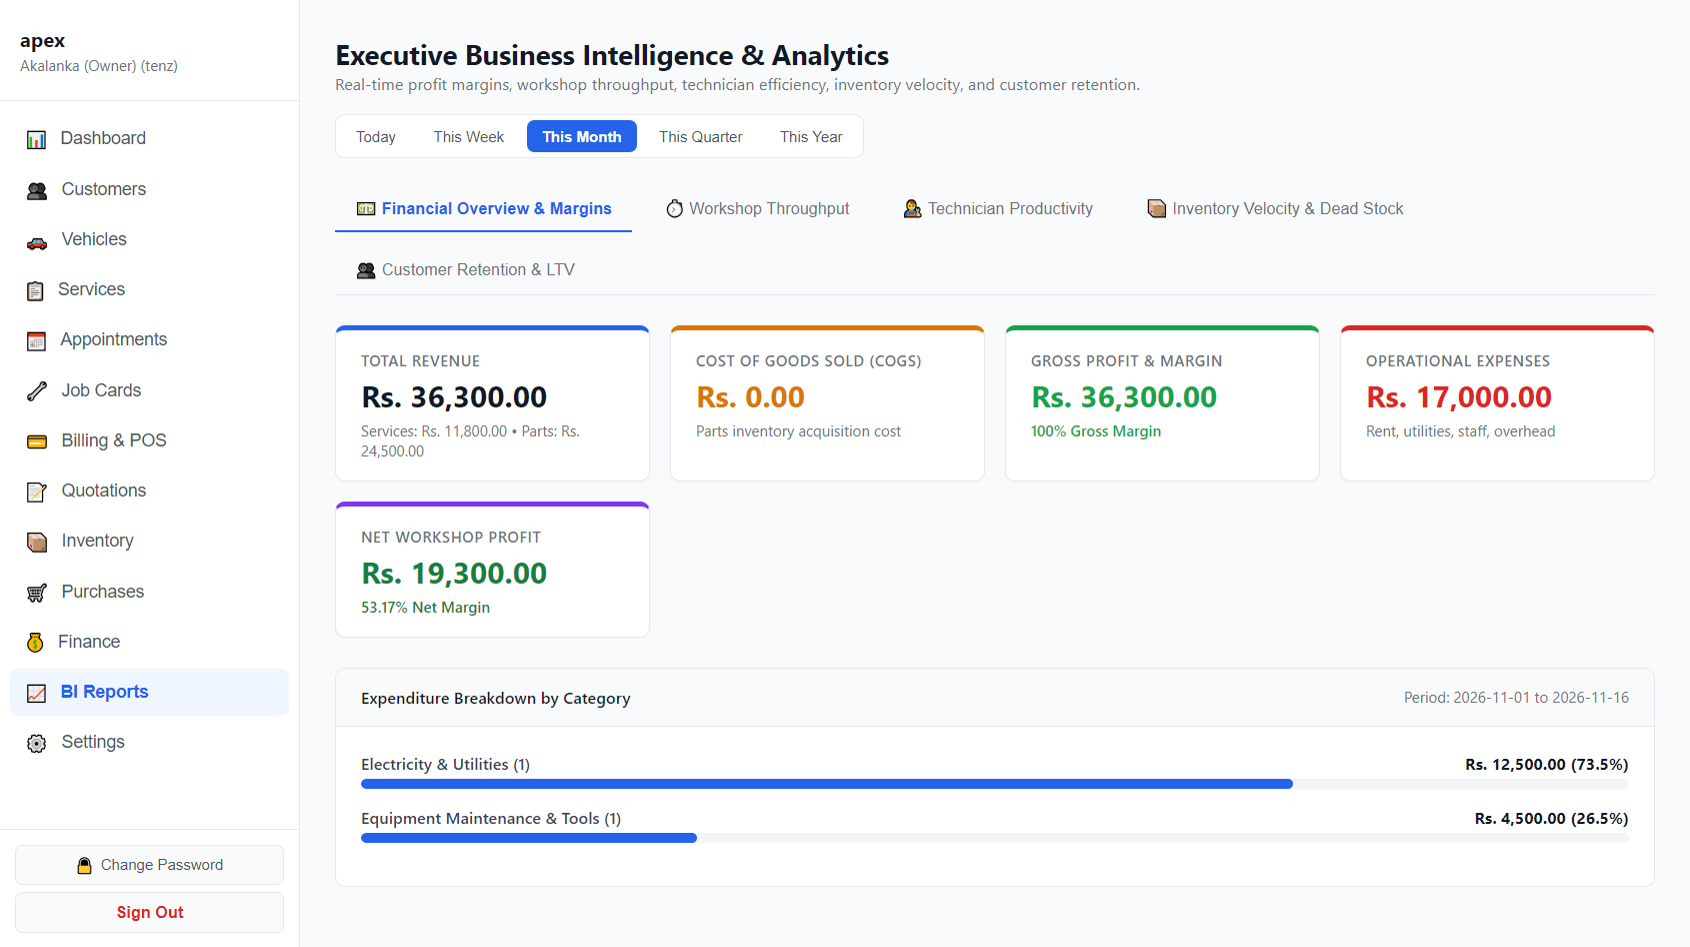 apex
Akalanka (Owner) (tenz)
Dashboard
Customers
Vehicles
Services
Appointments
Job Cards
Billing & POS
Quotations
Inventory
Purchases
Finance
BI Reports
Settings
Change Password
Sign Out
Executive Business Intelligence & Analytics
Real-time profit margins, workshop throughput, technician efficiency, inventory velocity, and customer retention.
Today This Week This Month This Quarter This Year
Financial Overview & Margins Workshop Throughput Technician Productivity Inventory Velocity & Dead Stock
Customer Retention & LTV
TOTAL REVENUE
Rs. 36,300.00
Services: Rs. 11,800.00 • Parts: Rs.
24,500.00
COST OF GOODS SOLD (COGS)
Rs. 0.00
Parts inventory acquisition cost
GROSS PROFIT & MARGIN
Rs. 36,300.00
100% Gross Margin
OPERATIONAL EXPENSES
Rs. 17,000.00
Rent, utilities, staff, overhead
NET WORKSHOP PROFIT
Rs. 19,300.00
53.17% Net Margin
Expenditure Breakdown by Category Period: 2026-11-01 to 2026-11-16
Electricity & Utilities (1) Rs. 12,500.00 (73.5%)
Equipment Maintenance & Tools (1) Rs. 4,500.00 (26.5%)